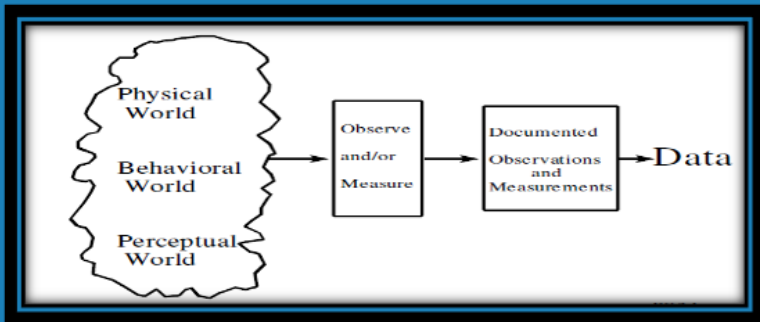 Physical
World
Behavioral
World
Perceptual
World
Observe
and/or
Measure
Documented
Observations
and
Measurements
Data